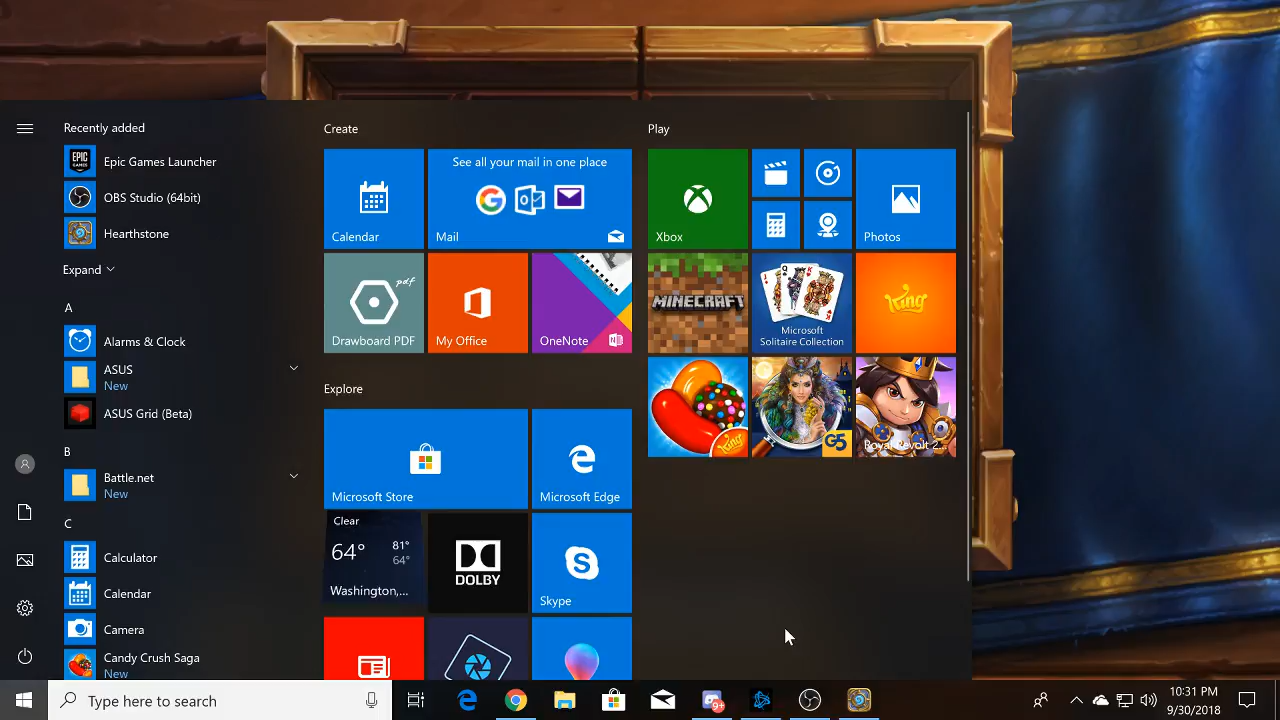 Recently added
EPIC
GAMES
Epic Games Launcher
OBS Studio (64bit)
Hearthstone
Expand
A
Alarms & Clock
ASUS
New
ASUS Grid (Beta)
B
Battle.net
New
C
Calculator
Calendar
Camera
Candy Crush Saga
New
Create
Calendar
See all your mail in one place
Mail
pdf
Drawboard PDF
My Office
OneNote
Explore
Microsoft Store
Microsoft Edge
Clear
64°
81°
64°
Washington,...
DOLBY
Skype
Play
Xbox
Photos
MINECRAFT
Microsoft
Solitaire Collection
King
King
G5
Royal Revolt 2...
Type here to search
9+
10:31 PM
9/30/2018